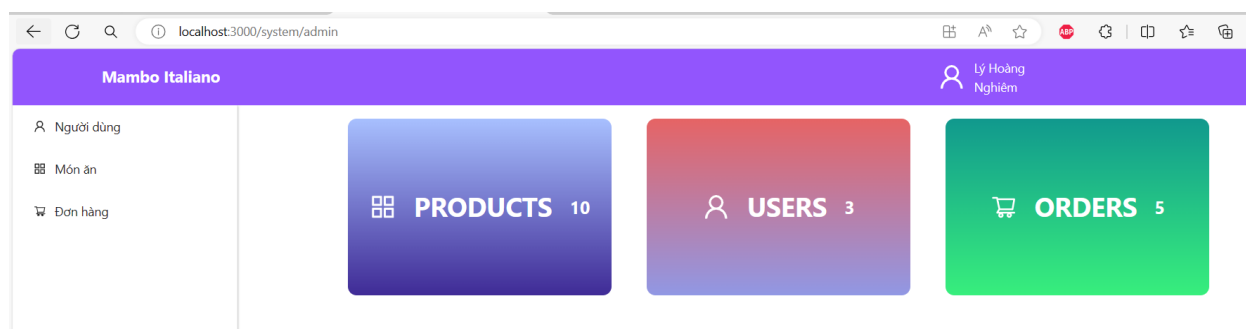 localhost:3000/system/admin
ABP
Mambo Italiano
Lý Hoàng
Nghiêm
Người dùng
Món ăn
Đơn hàng
PRODUCTS 10
USERS 3
ORDERS 5